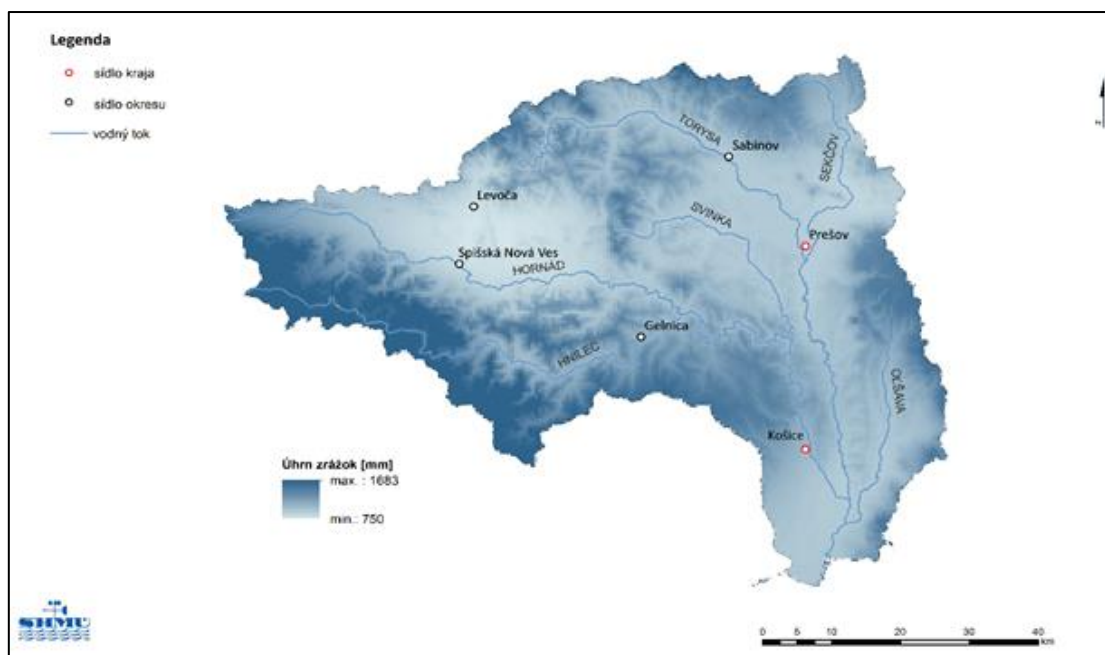 Legenda
sídlo kraja
sídlo okresu
vodný tok
N
TORYSA
Sabinov
SEKČOV
Levoča
SVINKA
Prešov
Spišská Nová Ves
HORNÁD
Gelnica
HNILEC
OĽŠAVA
Košice
Úhrn zrážok [mm]
max. : 1683
min.: 750
SHMÚ
0 5 10 20 30 40
km